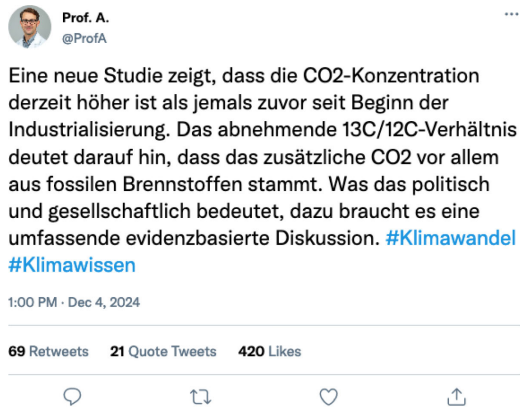 Prof. A.
@ProfA
Eine neue Studie zeigt, dass die CO2-Konzentration
derzeit höher ist als jemals zuvor seit Beginn der
Industrialisierung. Das abnehmende 13C/12C-Verhältnis
deutet darauf hin, dass das zusätzliche CO2 vor allem
aus fossilen Brennstoffen stammt. Was das politisch
und gesellschaftlich bedeutet, dazu braucht es eine
umfassende evidenzbasierte Diskussion. #Klimawandel
#Klimawissen
1:00 PM · Dec 4, 2024
69 Retweets 21 Quote Tweets 420 Likes